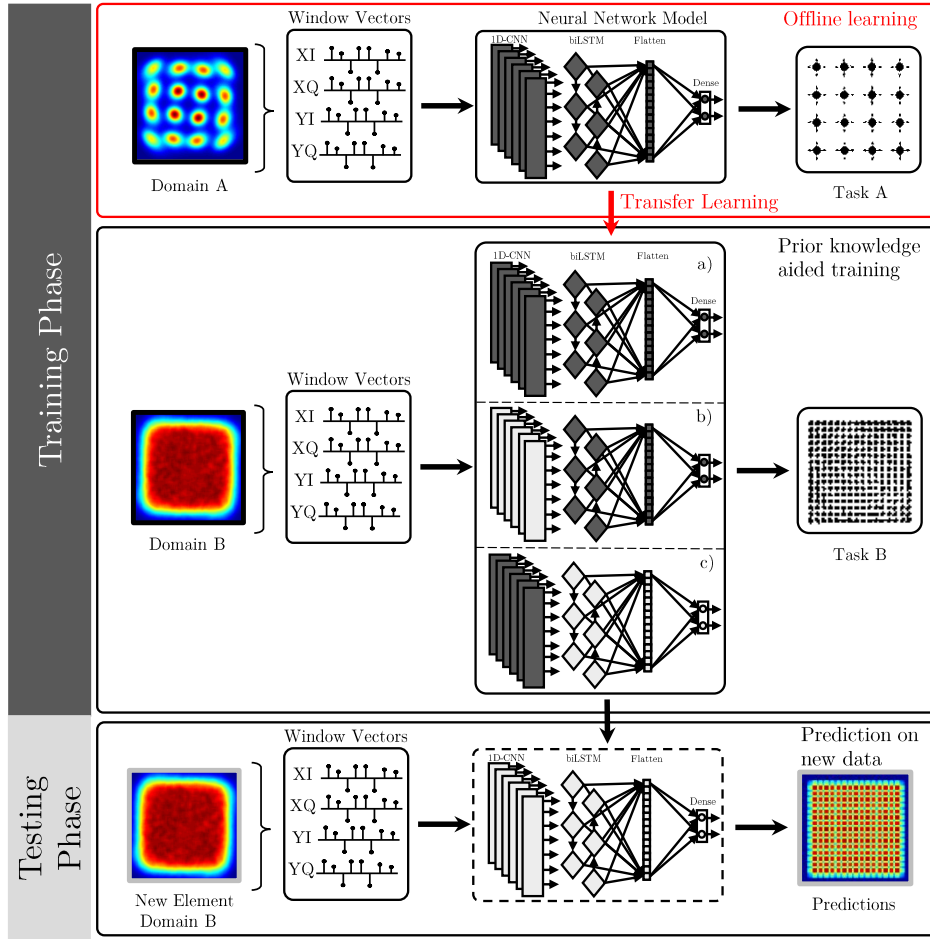 Training Phase
Testing
Phase
Window Vectors
Neural Network Model
Offline learning
1D-CNN
biLSTM
Flatten
Dense
XI
XQ
YI
YQ
Domain A
Task A
Transfer Learning
Prior knowledge
aided training
1D-CNN
biLSTM
Flatten
a)
Dense
Window Vectors
XI
XQ
YI
YQ
b)
Dense
Domain B
Task B
c)
Window Vectors
1D-CNN
biLSTM
Flatten
Dense
Prediction on
new data
XI
XQ
YI
YQ
New Element
Domain B
Predictions